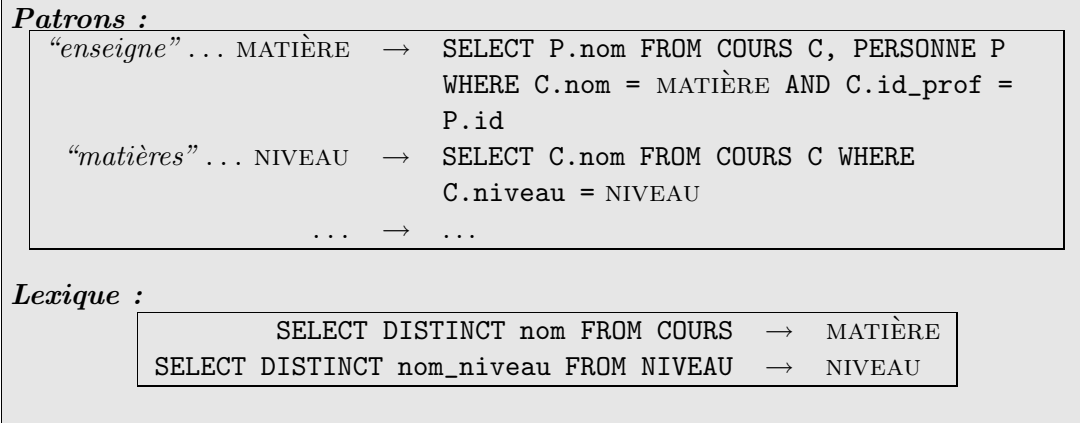 Patrons :
“enseigne” ... MATIÈRE → SELECT P.nom FROM COURS C, PERSONNE P
WHERE C.nom = MATIÈRE AND C.id_prof =
P.id
“matières” ... NIVEAU → SELECT C.nom FROM COURS C WHERE
C.niveau = NIVEAU
... → ...
Lexique :
SELECT DISTINCT nom FROM COURS → MATIÈRE
SELECT DISTINCT nom_niveau FROM NIVEAU → NIVEAU